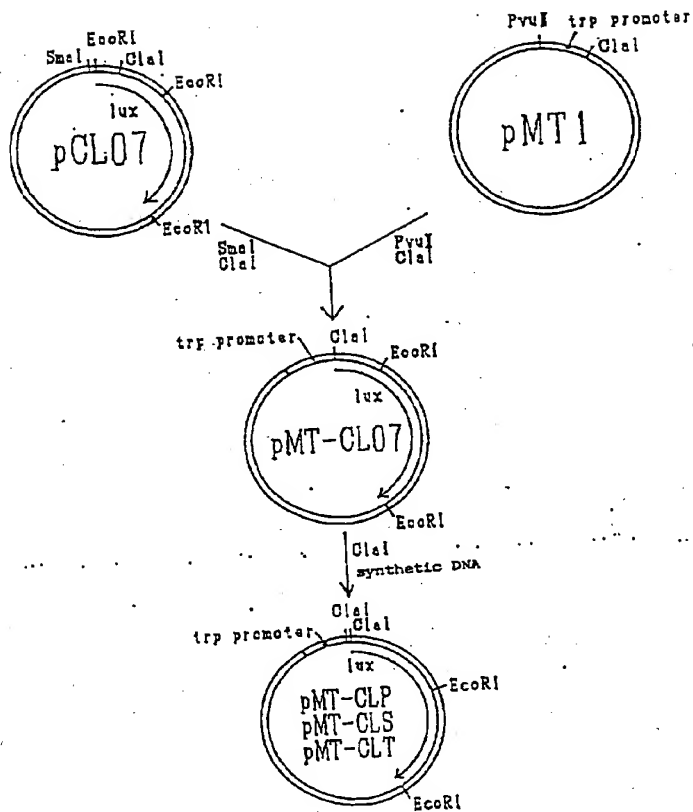 EcoRI
SmaI
ClaI
EcoRI
lux
pCL07
EcoRI
PvuII
trp promoter
ClaI
pMT1
SmaI
ClaI
PvuII
ClaI
trp promoter
ClaI
EcoRI
lux
pMT-CL07
EcoRI
ClaI
synthetic DNA
ClaI
ClaI
trp promoter
lux
EcoRI
pMT-CLP
pMT-CLS
pMT-CLT
EcoRI